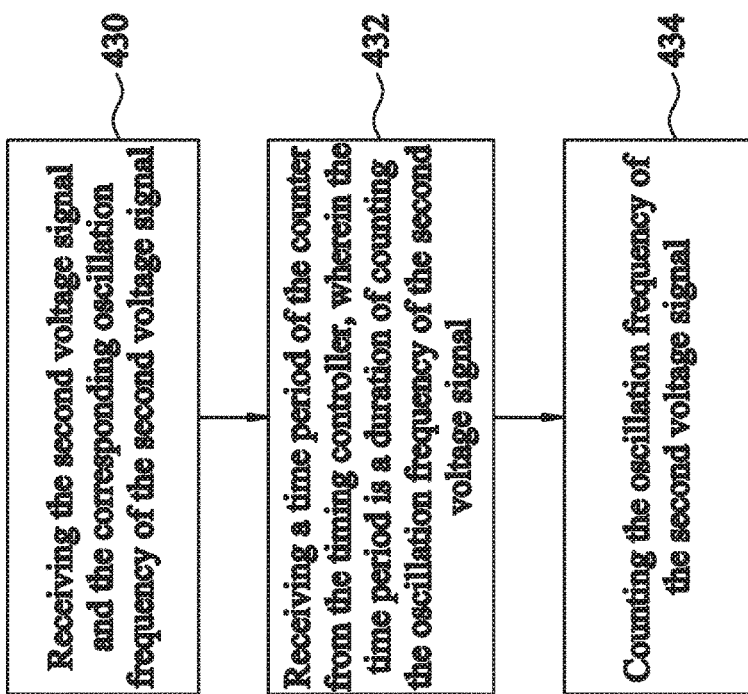 Receiving the second voltage signal
and the corresponding oscillation
frequency of the second voltage signal
430
Receiving a time period of the counter
from the timing controller, wherein the
time period is a duration of counting
the oscillation frequency of the second
voltage signal
432
Counting the oscillation frequency of
the second voltage signal
434